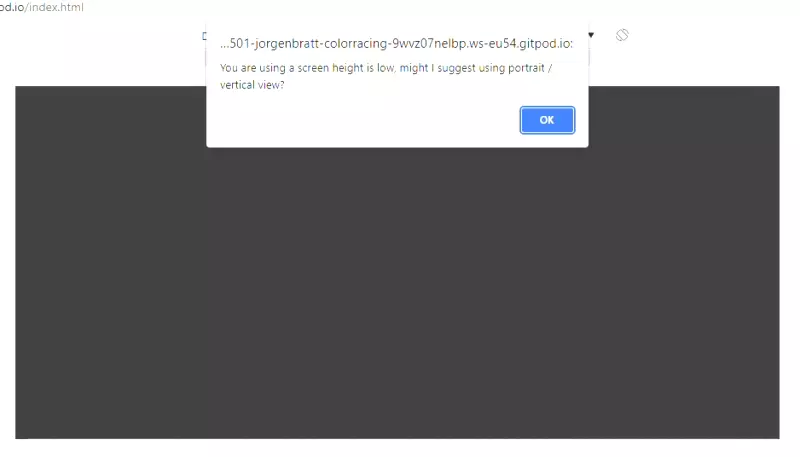 od.io/index.html
...501-jorgenbratt-colorracing-9wvz07nelbp.ws-eu54.gitpod.io:
You are using a screen height is low, might I suggest using portrait /
vertical view?
OK